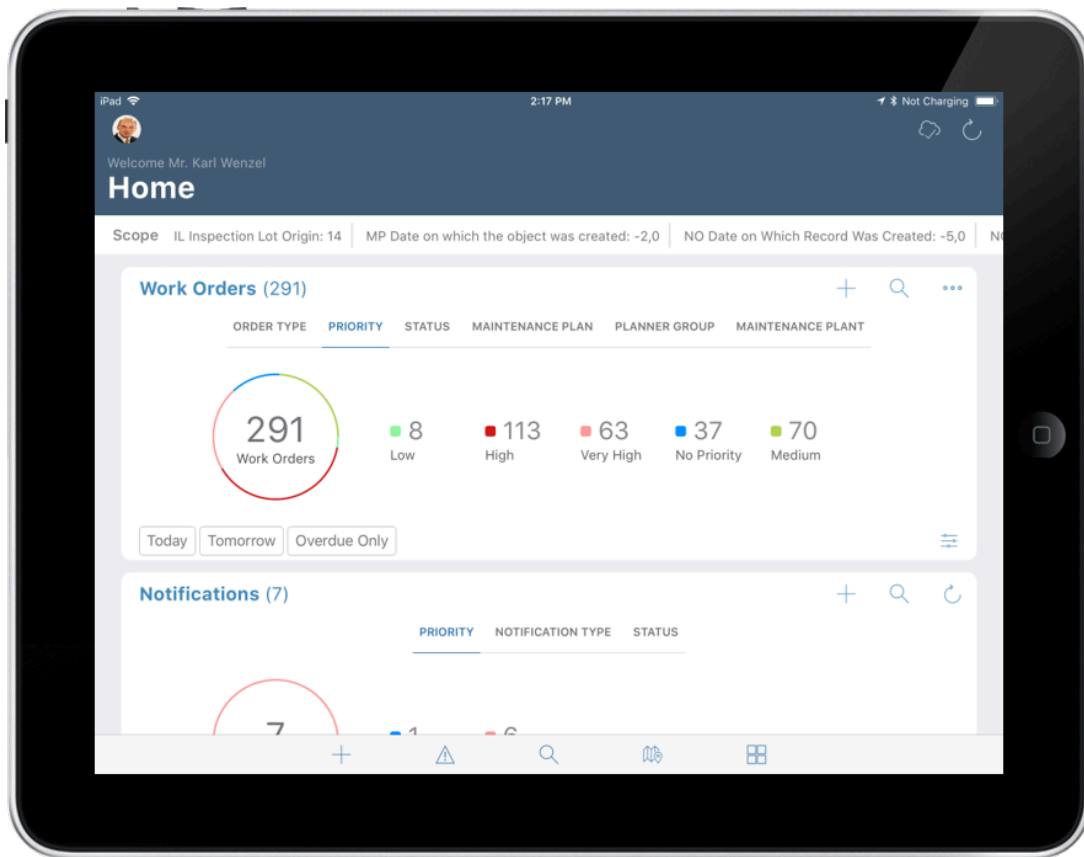 iPad 2:17 PM Not Charging
Welcome Mr. Karl Wenzel
Home
Scope IL Inspection Lot Origin: 14 MP Date on which the object was created: -2,0 NO Date on Which Record Was Created: -5,0
Work Orders (291)
ORDER TYPE PRIORITY STATUS MAINTENANCE PLAN PLANNER GROUP MAINTENANCE PLANT
291
Work Orders
8 113 63 37 70
Low High Very High No Priority Medium
Today Tomorrow Overdue Only
Notifications (7)
PRIORITY NOTIFICATION TYPE STATUS
7 1 6